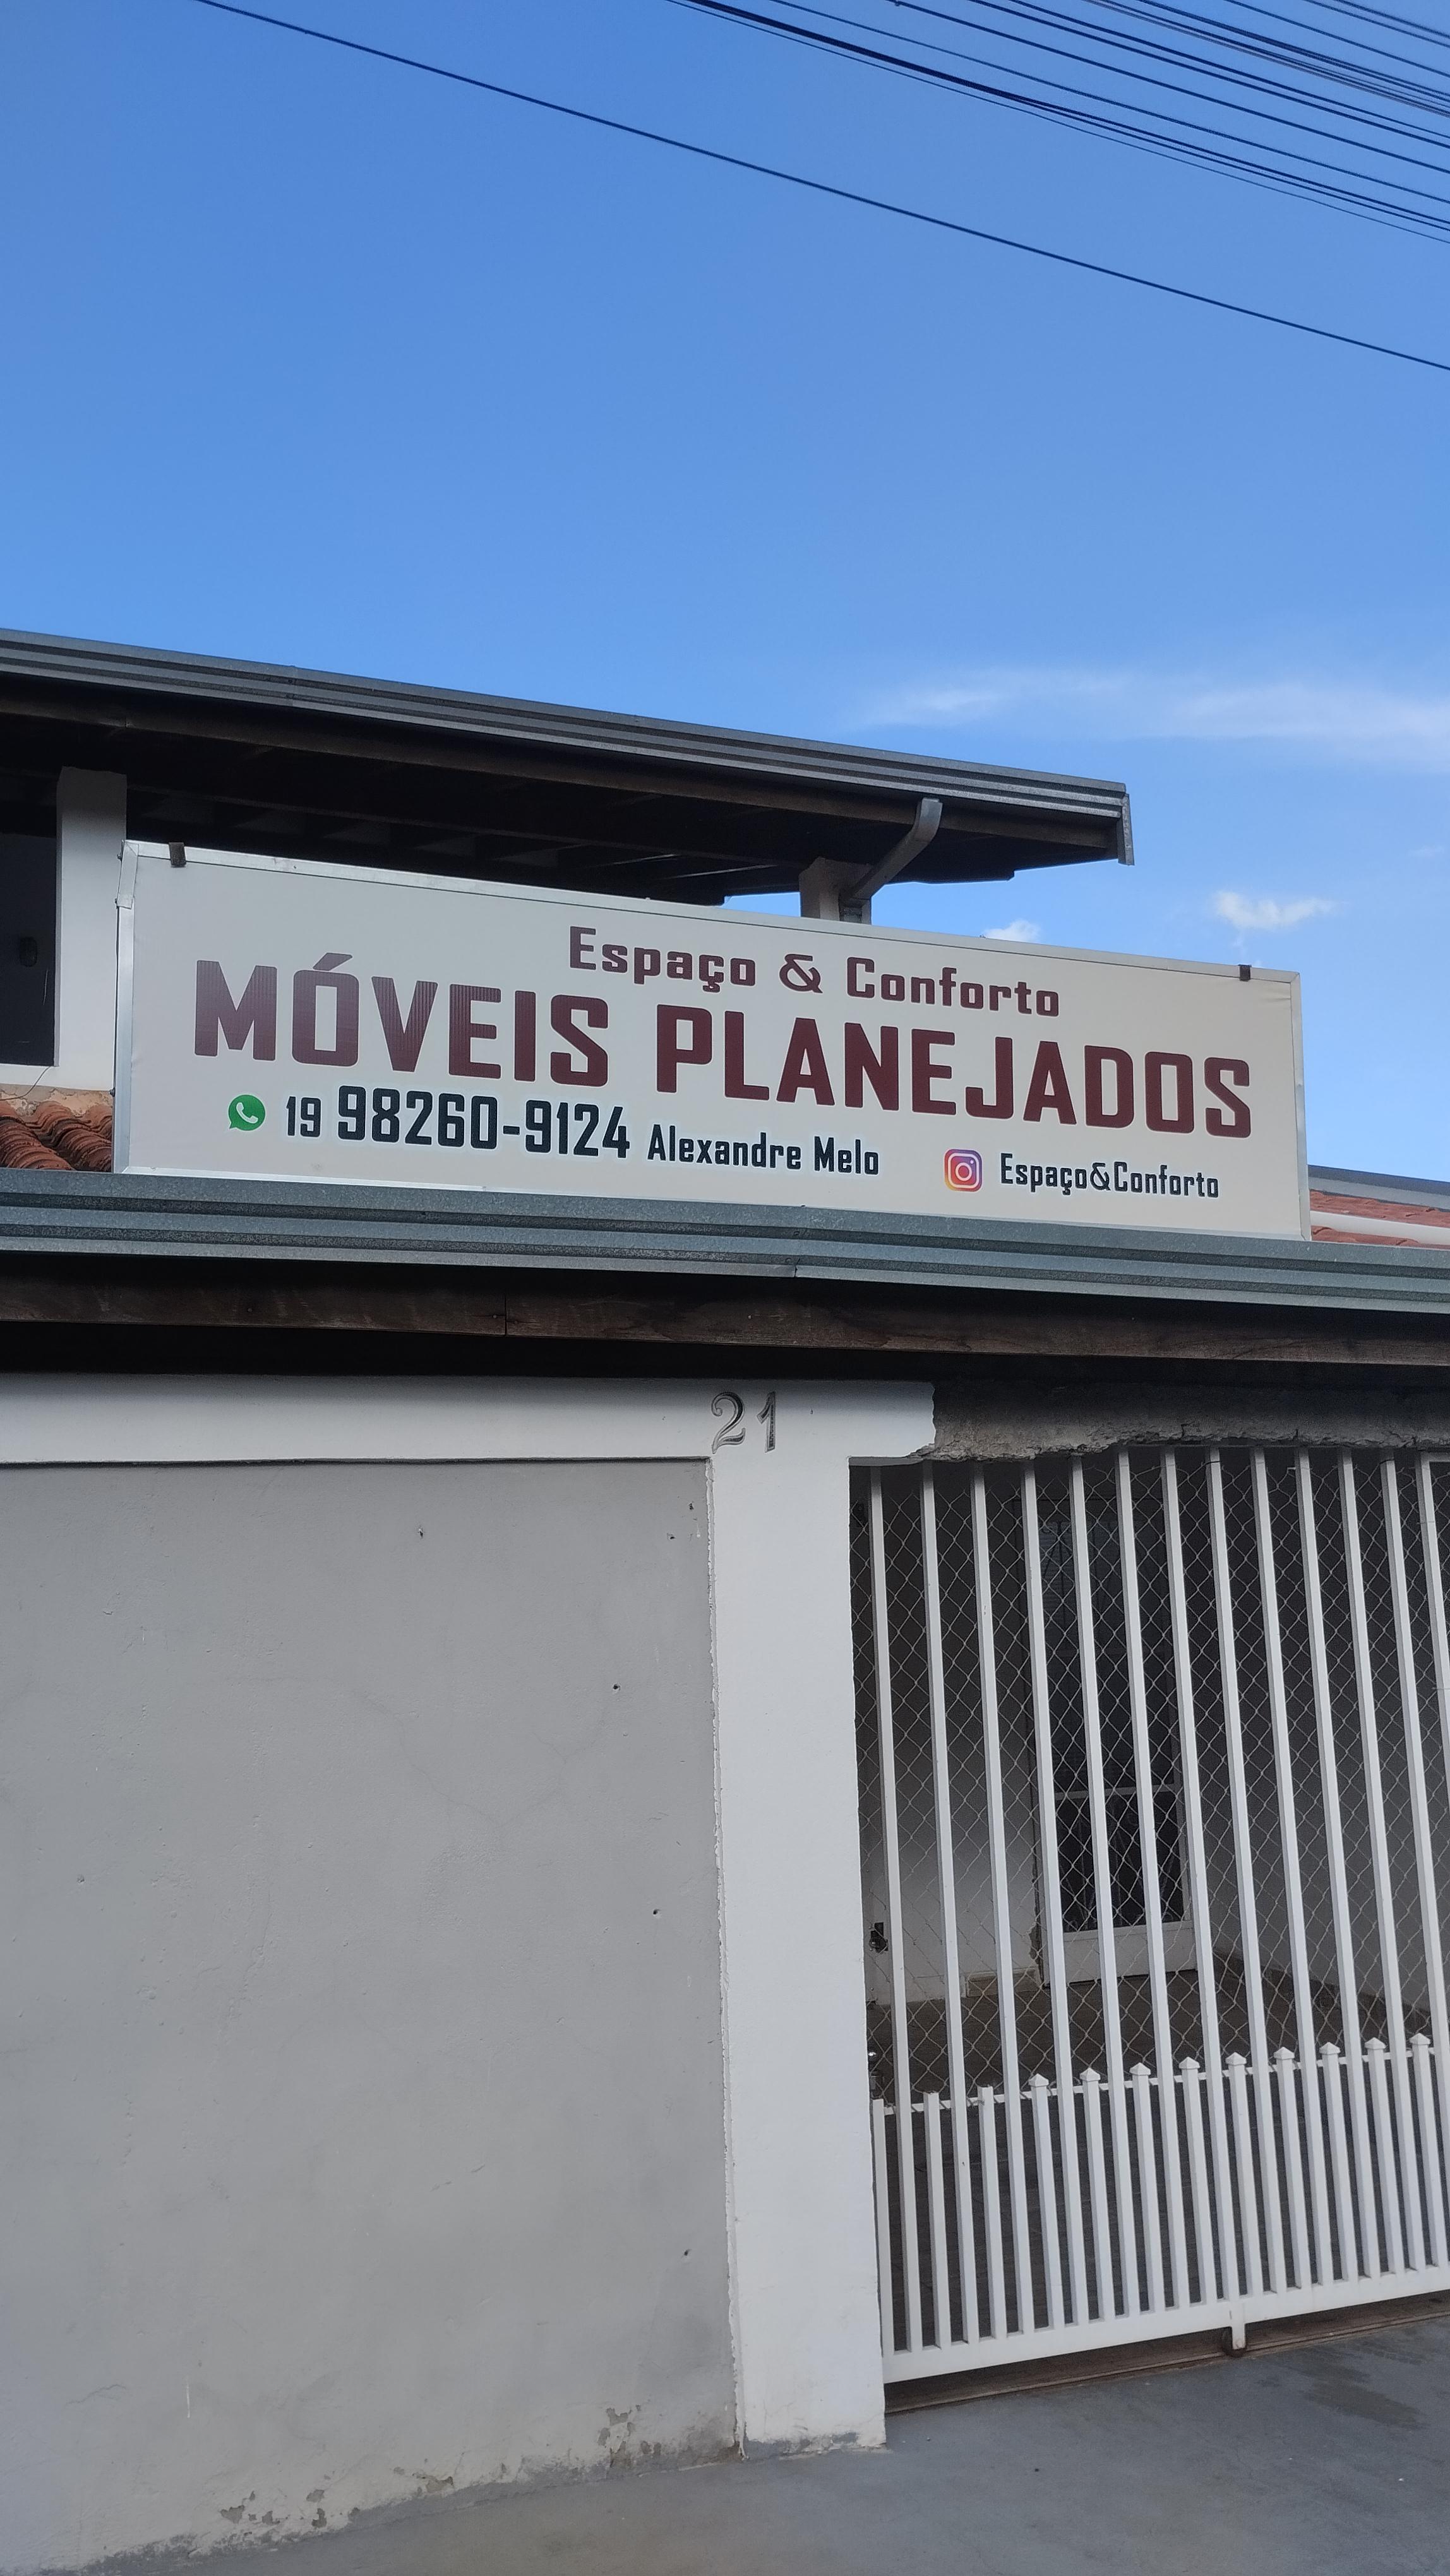 Espaço & Conforto
MÓVEIS PLANEJADOS
19 98260-9124 Alexandre Melo Espaço&Conforto
21